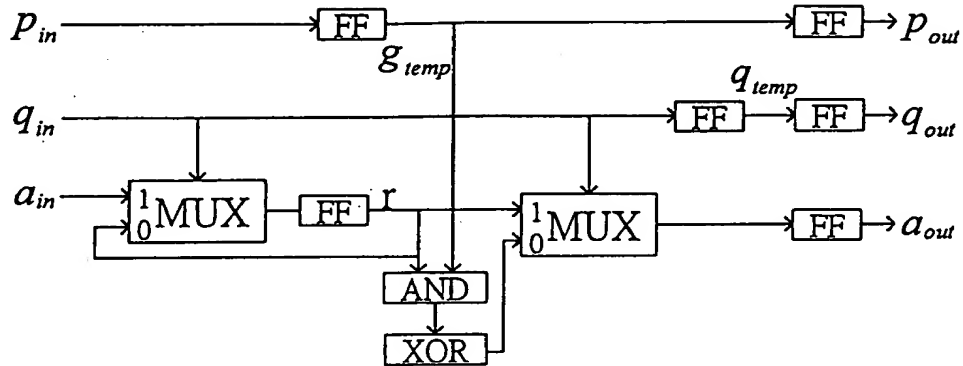 p_in FF FF p_out
g_temp
q_temp
q_in FF FF q_out
a_in 1 MUX FF r 1 MUX FF a_out
0 0
AND
XOR